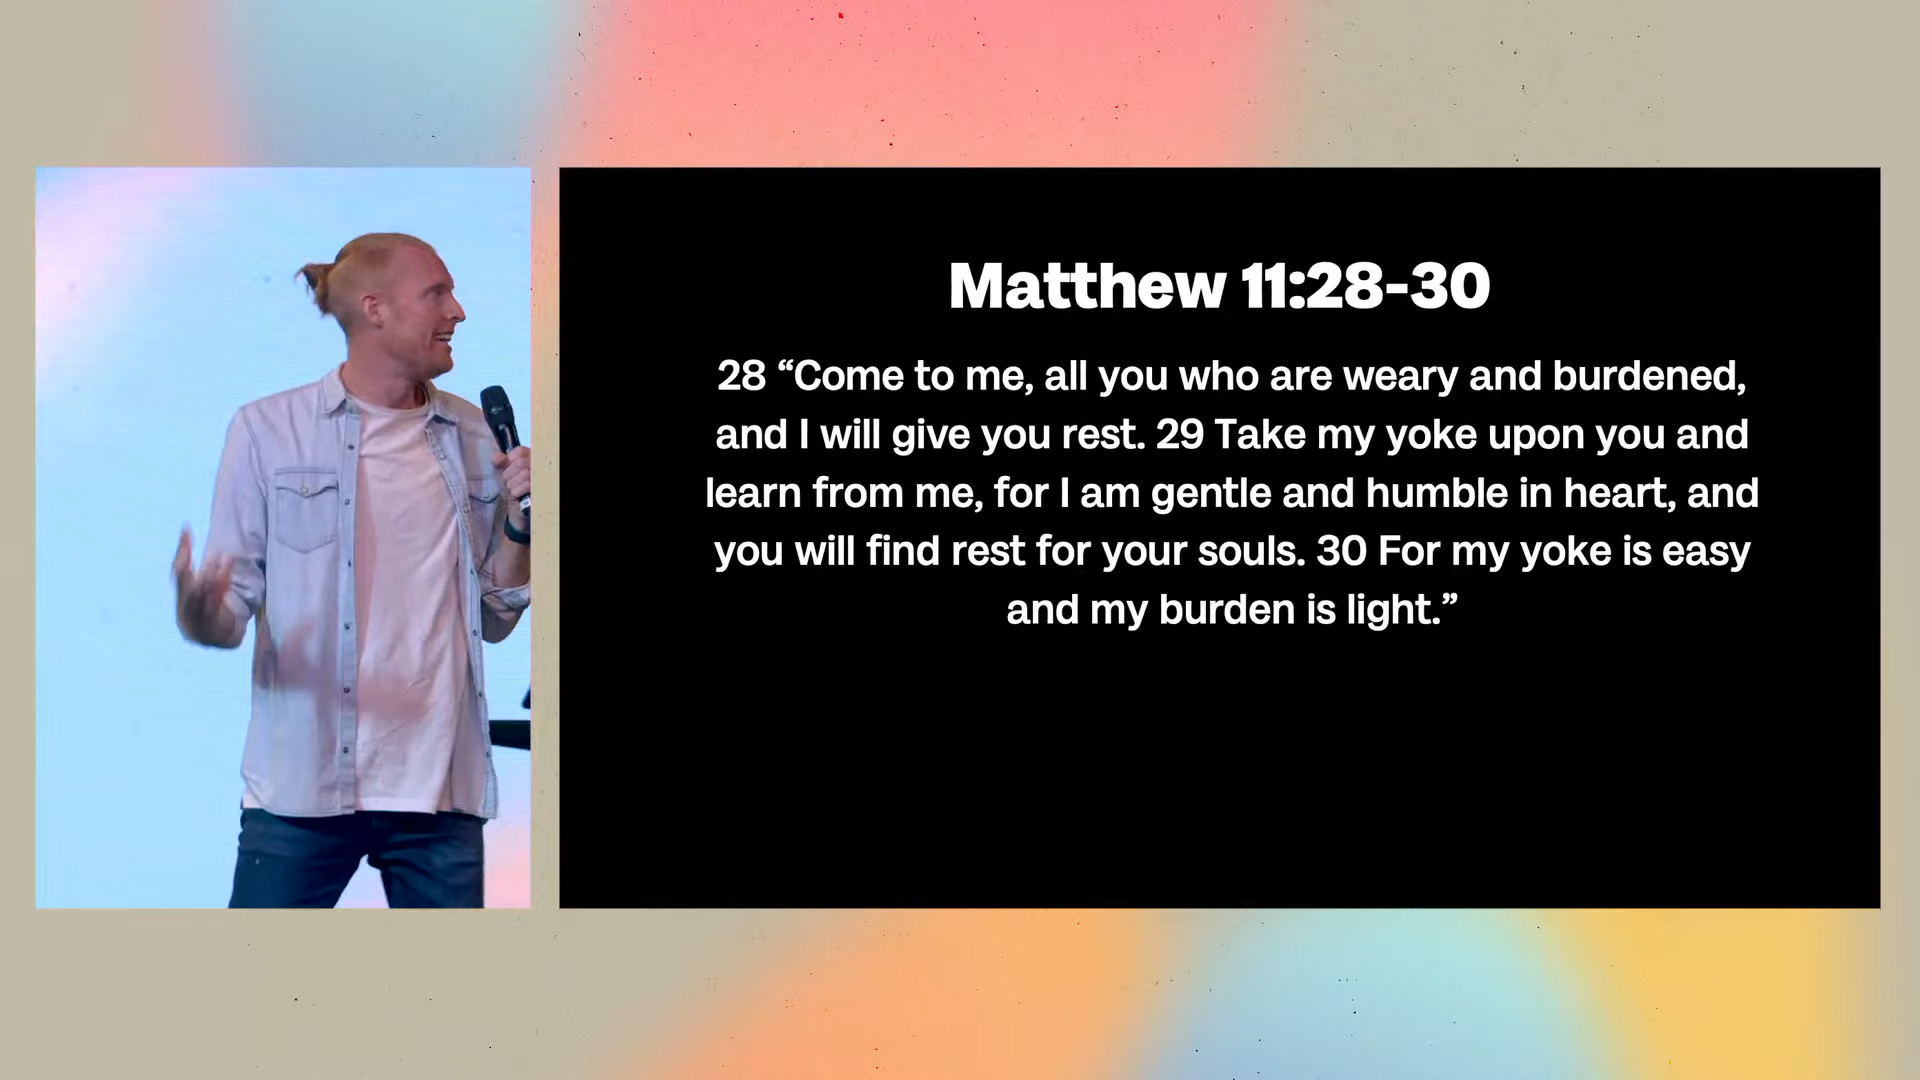 Matthew 11:28-30
28 “Come to me, all you who are weary and burdened,
and I will give you rest. 29 Take my yoke upon you and
learn from me, for I am gentle and humble in heart, and
you will find rest for your souls. 30 For my yoke is easy
and my burden is light.”